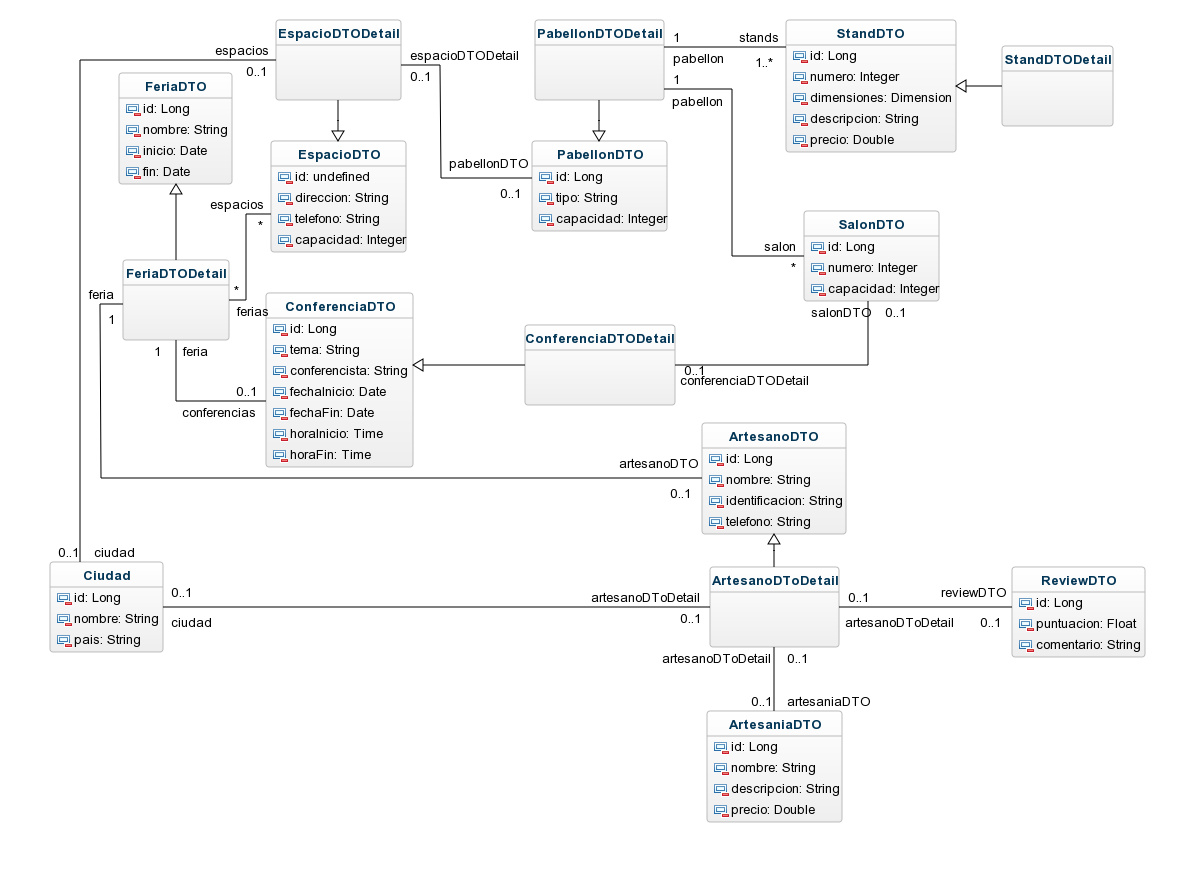 EspacioDTODetail
PabellonDTODetail
StandDTO
id: Long
numero: Integer
dimensiones: Dimension
descripcion: String
precio: Double
StandDTODetail
espacios
0..1
espacioDTODetail
0..1
1
pabellon
stands
1..*
1
pabellon
FeriaDTO
id: Long
nombre: String
inicio: Date
fin: Date
EspacioDTO
id: undefined
direccion: String
telefono: String
capacidad: Integer
pabellonDTO
0..1
PabellonDTO
id: Long
tipo: String
capacidad: Integer
espacios
*
salon
*
SalonDTO
id: Long
numero: Integer
capacidad: Integer
salonDTO
0..1
FeriaDTODetail
*
ferias
feria
1
1
feria
0..1
conferencias
ConferenciaDTO
id: Long
tema: String
conferencista: String
fechaInicio: Date
fechaFin: Date
horaInicio: Time
horaFin: Time
ConferenciaDTODetail
0..1
conferenciaDTODetail
artesanoDTO
0..1
ArtesanoDTO
id: Long
nombre: String
identificacion: String
telefono: String
0..1
ciudad
Ciudad
id: Long
nombre: String
pais: String
0..1
ciudad
artesanoDToDetail
0..1
ArtesanoDToDetail
0..1
artesanoDToDetail
reviewDTO
0..1
ReviewDTO
id: Long
puntuacion: Float
comentario: String
artesanoDToDetail
0..1
0..1
artesaniaDTO
ArtesaniaDTO
id: Long
nombre: String
descripcion: String
precio: Double